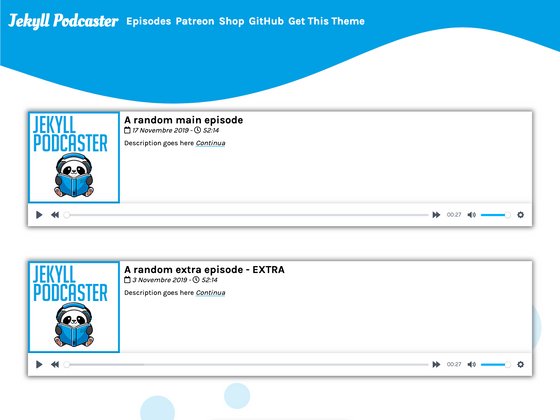 Jekyll Podcaster Episodes Patreon Shop GitHub Get This Theme
JEKYLL
PODCASTER
A random main episode
17 Novembre 2019 - 52:14
Description goes here Continua
00:27
JEKYLL
PODCASTER
A random extra episode - EXTRA
3 Novembre 2019 - 52:14
Description goes here Continua
00:27